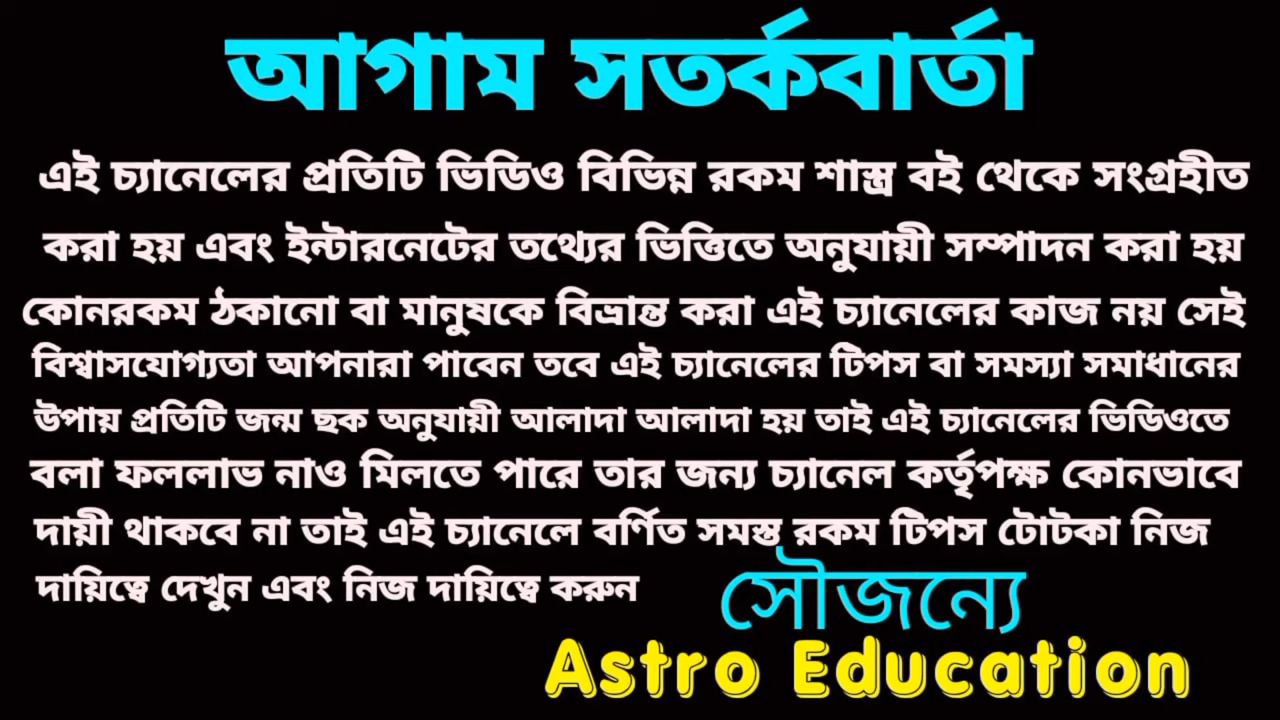 আগাম সতর্কবার্তা
এই চ্যানেলের প্রতিটি ভিডিও বিভিন্ন রকম শাস্ত্র বই থেকে সংগ্রহীত
করা হয় এবং ইন্টারনেটের তথ্যের ভিত্তিতে অনুযায়ী সম্পাদন করা হয়
কোনরকম ঠকানো বা মানুষকে বিভ্রান্ত করা এই চ্যানেলের কাজ নয় সেই
বিশ্বাসযোগ্যতা আপনারা পাবেন তবে এই চ্যানেলের টিপস বা সমস্যা সমাধানের
উপায় প্রতিটি জন্ম ছক অনুযায়ী আলাদা আলাদা হয় তাই এই চ্যানেলের ভিডিওতে
বলা ফললাভ নাও মিলতে পারে তার জন্য চ্যানেল কর্তৃপক্ষ কোনভাবে
দায়ী থাকবে না তাই এই চ্যানেলে বর্ণিত সমস্ত রকম টিপস টোটকা নিজ
দায়িত্বে দেখুন এবং নিজ দায়িত্বে করুন
সৌজন্যে
Astro Education